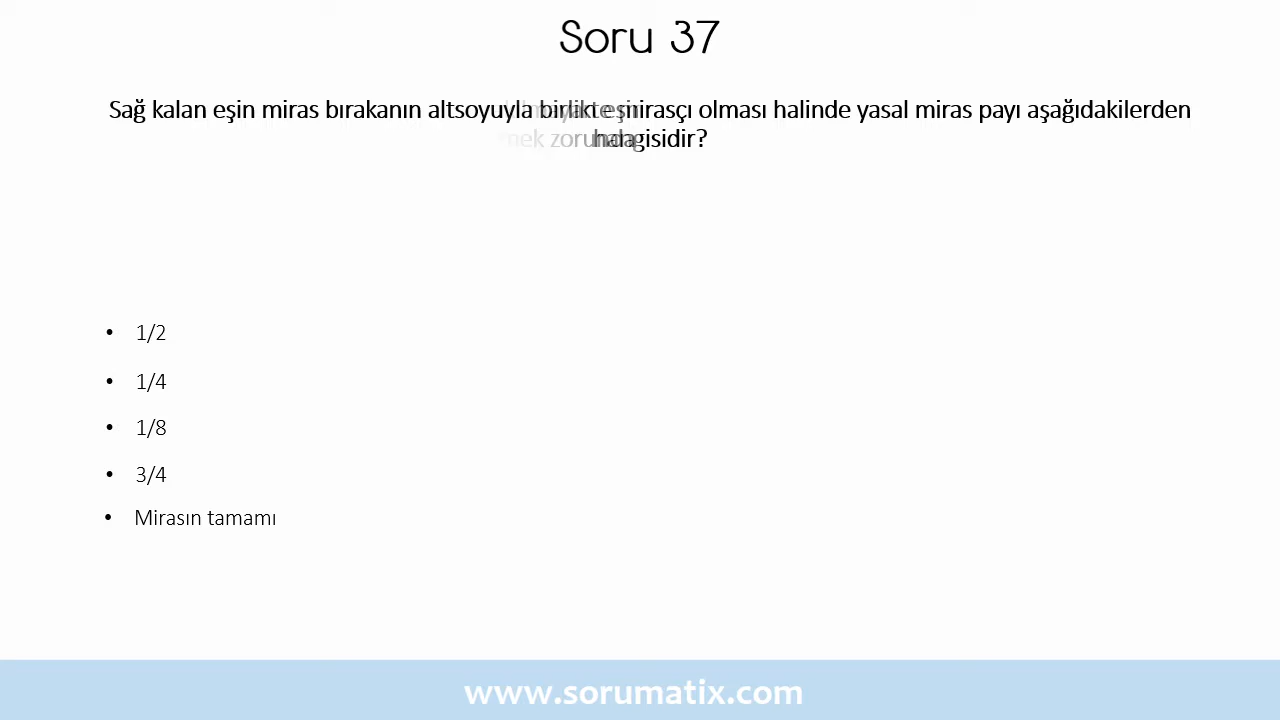 Soru 37
Sağ kalan eşin miras bırakanın altsoyuyla birlikte mirasçı olması halinde yasal miras payı aşağıdakilerden
hangisidir?
• 1/2
• 1/4
• 1/8
• 3/4
• Mirasın tamamı
www.sorumatix.com